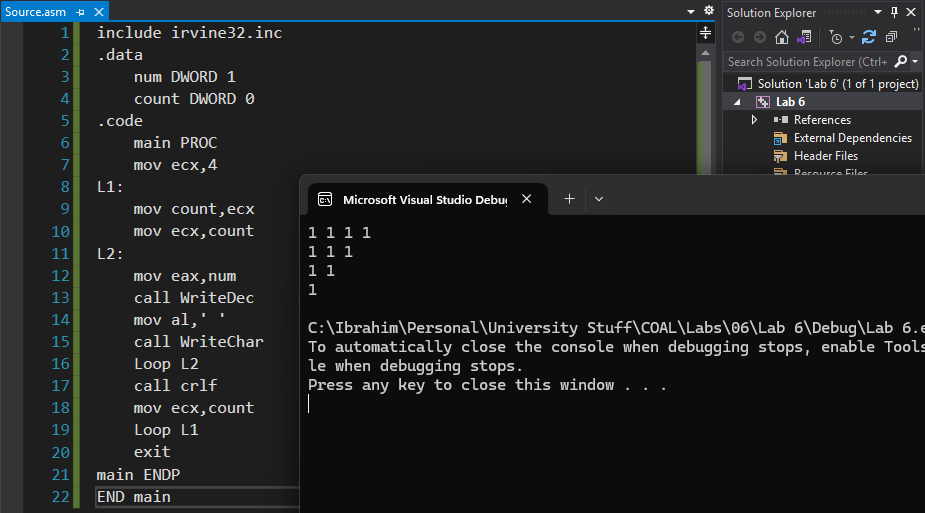 Source.asm
Solution Explorer
Search Solution Explorer (Ctrl+
Solution 'Lab 6' (1 of 1 project)
Lab 6
References
External Dependencies
Header Files
Resource Files
1 include irvine32.inc
2 .data
3 num DWORD 1
4 count DWORD 0
5 .code
6 main PROC
7 mov ecx,4
8 L1:
9 mov count,ecx
10 mov ecx,count
11 L2:
12 mov eax,num
13 call WriteDec
14 mov al,' '
15 call WriteChar
16 Loop L2
17 call crlf
18 mov ecx,count
19 Loop L1
20 exit
21 main ENDP
22 END main
Microsoft Visual Studio Debug
1 1 1 1
1 1 1
1 1
1
C:\Ibrahim\Personal\University Stuff\COAL\Labs\06\Lab 6\Debug\Lab 6.e
To automatically close the console when debugging stops, enable Tools
le when debugging stops.
Press any key to close this window . . .